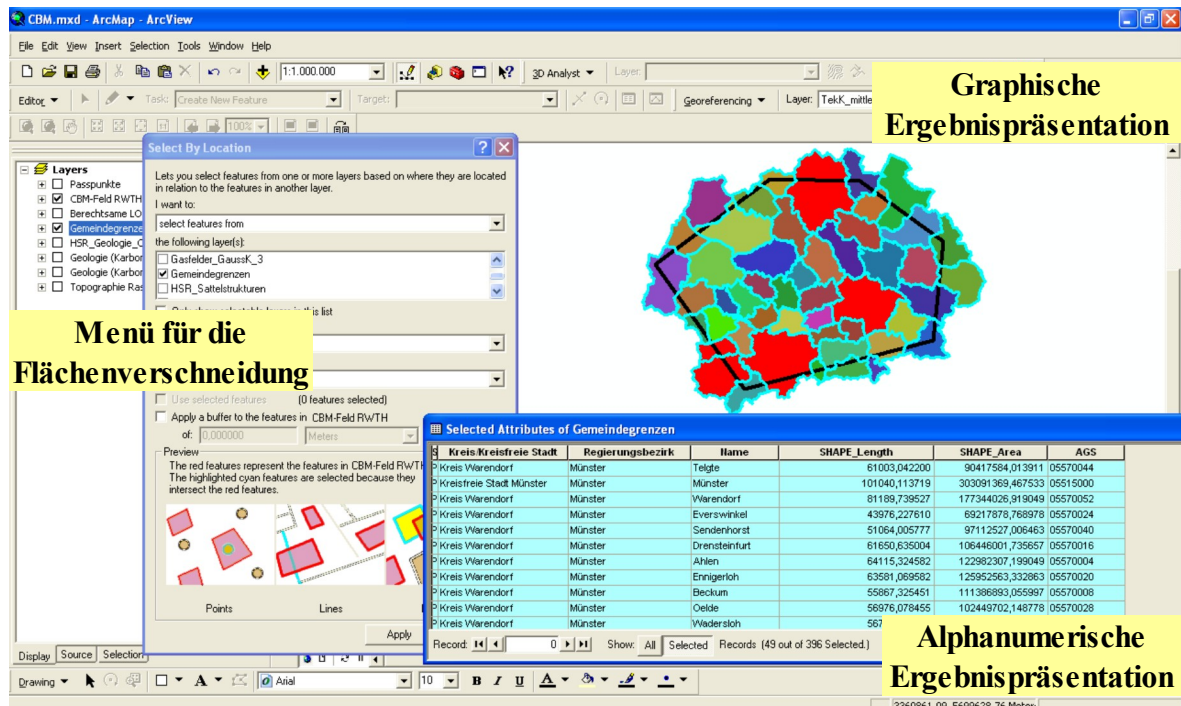 CBM.mxd - ArcMap - ArcView
File Edit View Insert Selection Tools Window Help
1:1.000.000
3D Analyst
Layer:
Editor
Task: Create New Feature
Target:
Georeferencing
Layer: TekK_mittle
100%
Graphische
Ergebnispräsentation
Layers
Passpunkte
CBM-Feld RWTH
Berechtsame LO
Gemeindegrenze
HSR_Geologie_C
Geologie (Karbor
Geologie (Karbor
Topographie Ras
Select By Location
Lets you select features from one or more layers based on where they are located
in relation to the features in another layer.
I want to:
select features from
the following layer(s):
Gasfelder_GaussK_3
Gemeindegrenzen
HSR_Sattelstrukturen
Only show selectable layers in this list
Menü für die
Flächenverschneidung
Use selected features (0 features selected)
Apply a buffer to the features in CBM-Feld RWTH
of: 0,000000 Meters
Preview
The red features represent the features in CBM-Feld RWTH
The highlighted cyan features are selected because they
intersect the red features.
Points Lines
Apply
Selected Attributes of Gemeindegrenzen
Kreis/Kreisfreie Stadt Regierungsbezirk Name SHAPE_Length SHAPE_Area AGS
P Kreis Warendorf Münster Telgte 61003,042200 90417584,013911 05570044
P Kreisfreie Stadt Münster Münster Münster 101040,113719 303091369,467533 05515000
P Kreis Warendorf Münster Warendorf 81189,739527 177344026,919049 05570052
P Kreis Warendorf Münster Everswinkel 43976,227610 69217878,768978 05570024
P Kreis Warendorf Münster Sendenhorst 51064,005777 97112527,006463 05570040
P Kreis Warendorf Münster Drensteinfurt 61650,635004 106446001,735657 05570016
P Kreis Warendorf Münster Ahlen 64115,324582 122982307,199049 05570004
P Kreis Warendorf Münster Ennigerloh 63581,069582 125952563,332863 05570020
P Kreis Warendorf Münster Beckum 55867,325451 111386893,055997 05570008
P Kreis Warendorf Münster Oelde 56976,078455 102449702,148778 05570028
P Kreis Warendorf Münster Wadersloh 567
Record: 0 Show: All Selected Records (49 out of 396 Selected.)
Alphanumerische
Ergebnispräsentation
Display Source Selection
Drawing A Arial 10 B I U A